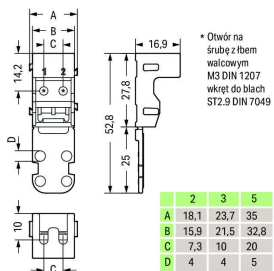 A
B
C
16,9
14,2
1 2
27,8
52,8
25
D
10
C
* Otwór na
śrubę z łbem
walcowym
M3 DIN 1207
wkręt do blach
ST2.9 DIN 7049
2 3 5
A 18,1 23,7 35
B 15,9 21,5 32,8
C 7,3 10 20
D 4 4 5